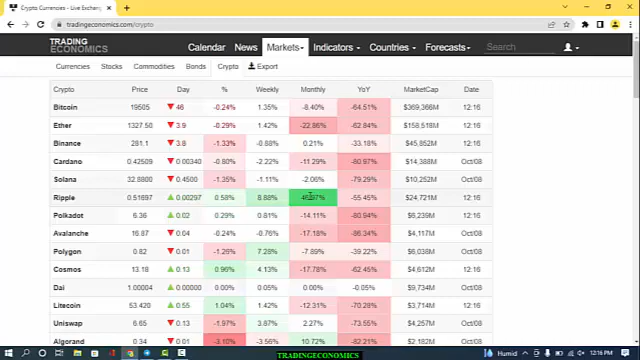 Crypto Currencies - Live Exchan
tradingeconomics.com/crypto
TRADING ECONOMICS
Calendar News Markets Indicators Countries Forecasts Search
Currencies Stocks Commodities Bonds Crypto Export
Crypto Price Day % Weekly Monthly YoY MarketCap Date
Bitcoin 19505 46 -0.24% 1.35% -8.40% -64.51% $369,366M 12:16
Ether 1327.50 3.9 -0.29% 1.42% -22.86% -62.84% $158,518M 12:16
Binance 281.1 3.8 -1.33% -0.88% 0.21% -33.18% $45,852M 12:16
Cardano 0.42509 0.00340 -0.80% -2.22% -11.29% -80.97% $14,388M Oct/08
Solana 32.8800 0.4500 -1.35% -1.11% -2.06% -79.29% $10,252M Oct/08
Ripple 0.51697 0.00297 0.58% 8.88% -55.45% $24,721M 12:16
Polkadot 6.36 0.02 0.29% 0.81% -14.11% -80.94% $6,239M Oct/08
Avalanche 16.87 0.04 -0.24% -0.76% -17.18% -86.34% $4,117M Oct/08
Polygon 0.82 0.01 -1.26% 7.28% -7.89% -39.22% $6,038M Oct/08
Cosmos 13.18 0.13 0.96% 4.13% -17.78% -62.45% $4,612M Oct/08
Dai 1.00004 0.00000 0.00% 0.05% 0.00% -0.05% $9,734M Oct/08
Litecoin 53.420 0.55 1.04% 1.42% -12.31% -70.28% $3,714M 12:16
Uniswap 6.65 0.13 -1.97% 3.87% 2.27% -73.55% $4,257M Oct/08
Algorand 0.34 0.01 -3.10% -3.56% 10.72% -82.21% $2,182M Oct/08
Humid 12:16 PM
TRADINGECONOMICS